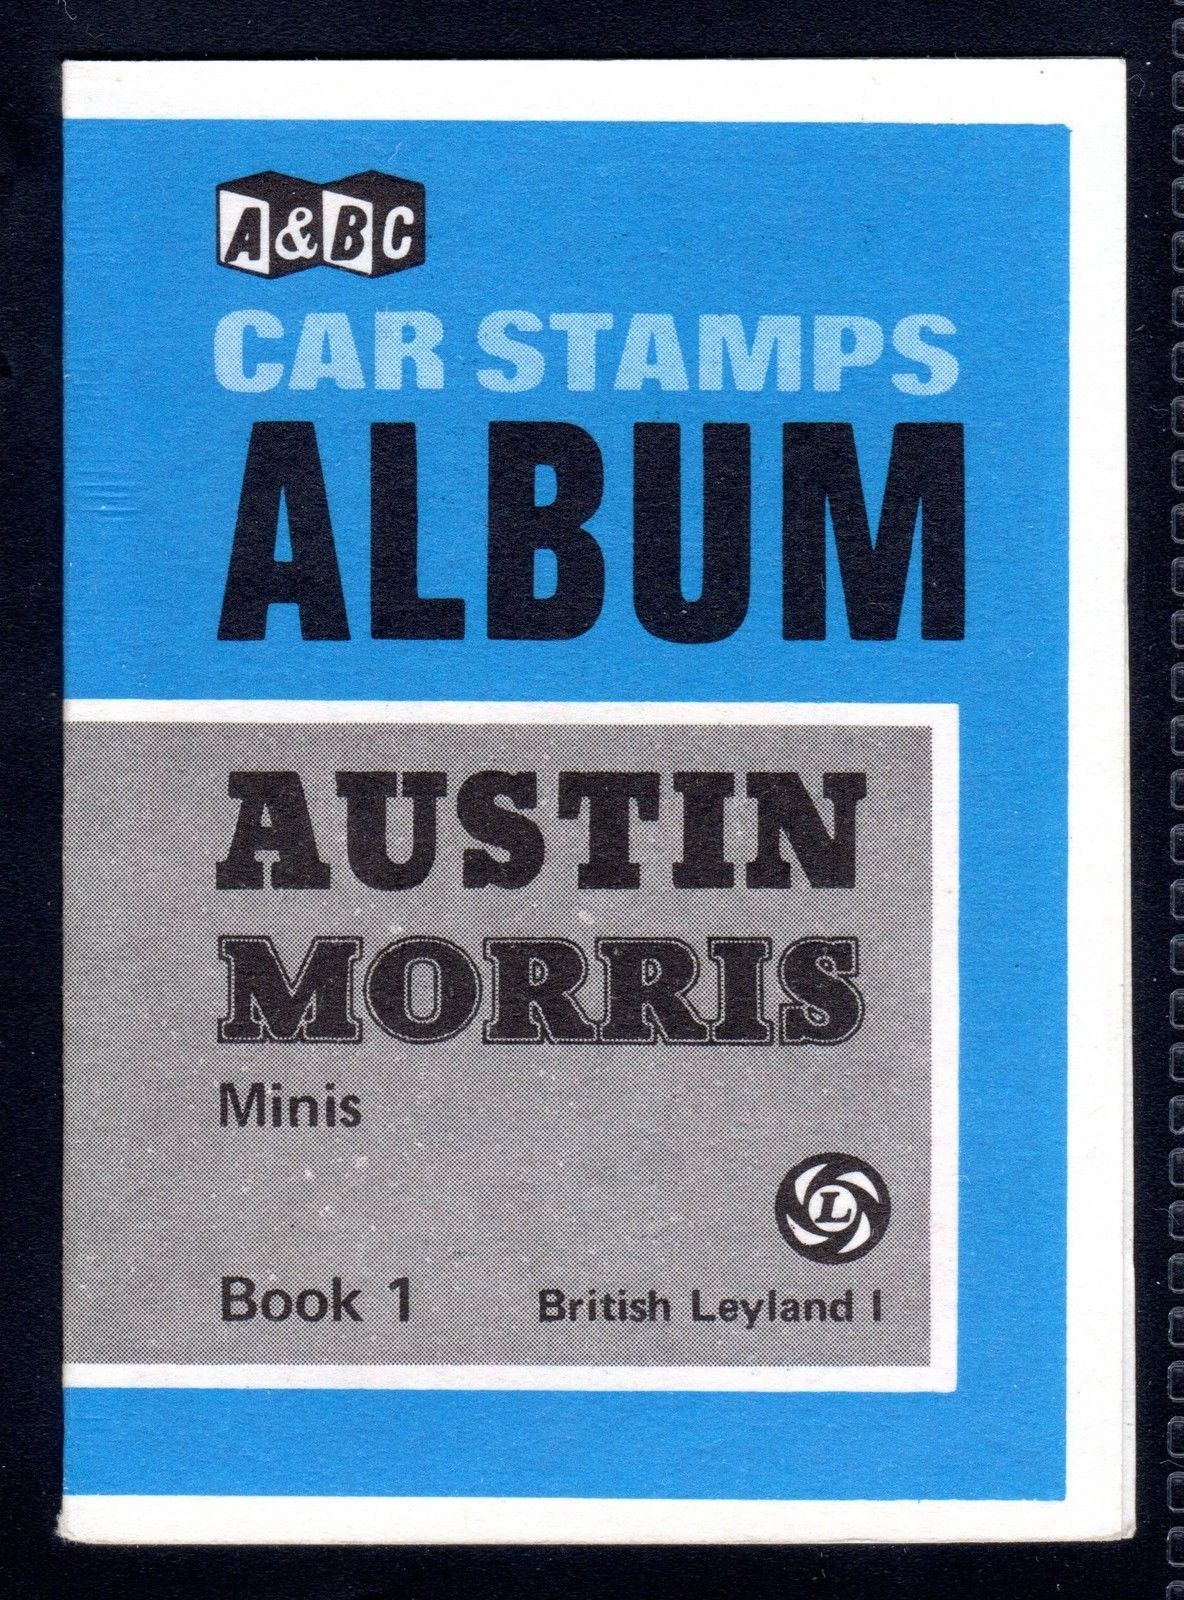 A&BC
CAR STAMPS
ALBUM
AUSTIN
MORRIS
Minis
L
Book 1
British Leyland I